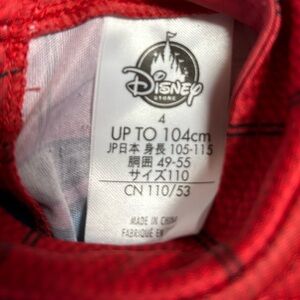 Disney
STORE
4
UP TO 104cm
JP日本 身長 105-115
胴囲 49-55
サイズ110
CN 110/53
MADE IN CHINA
FABRIQUÉ EN